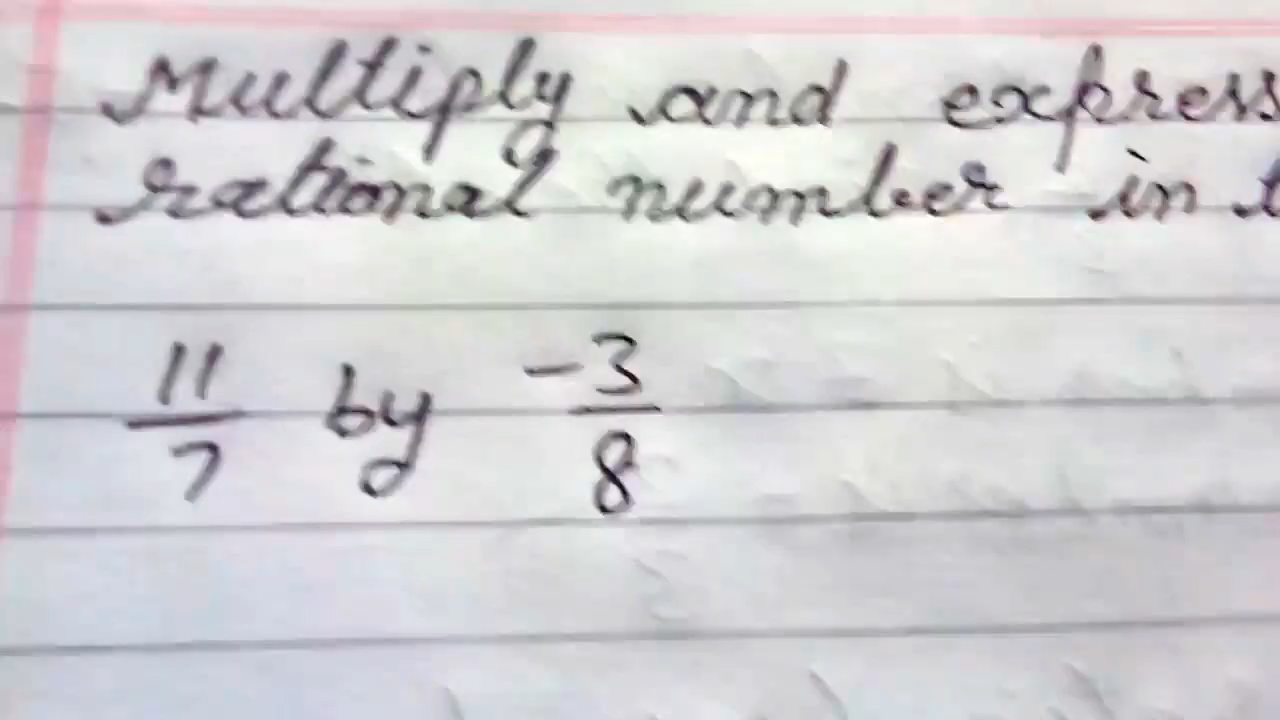 Multiply and express
rational number in t
11/7 by -3/8